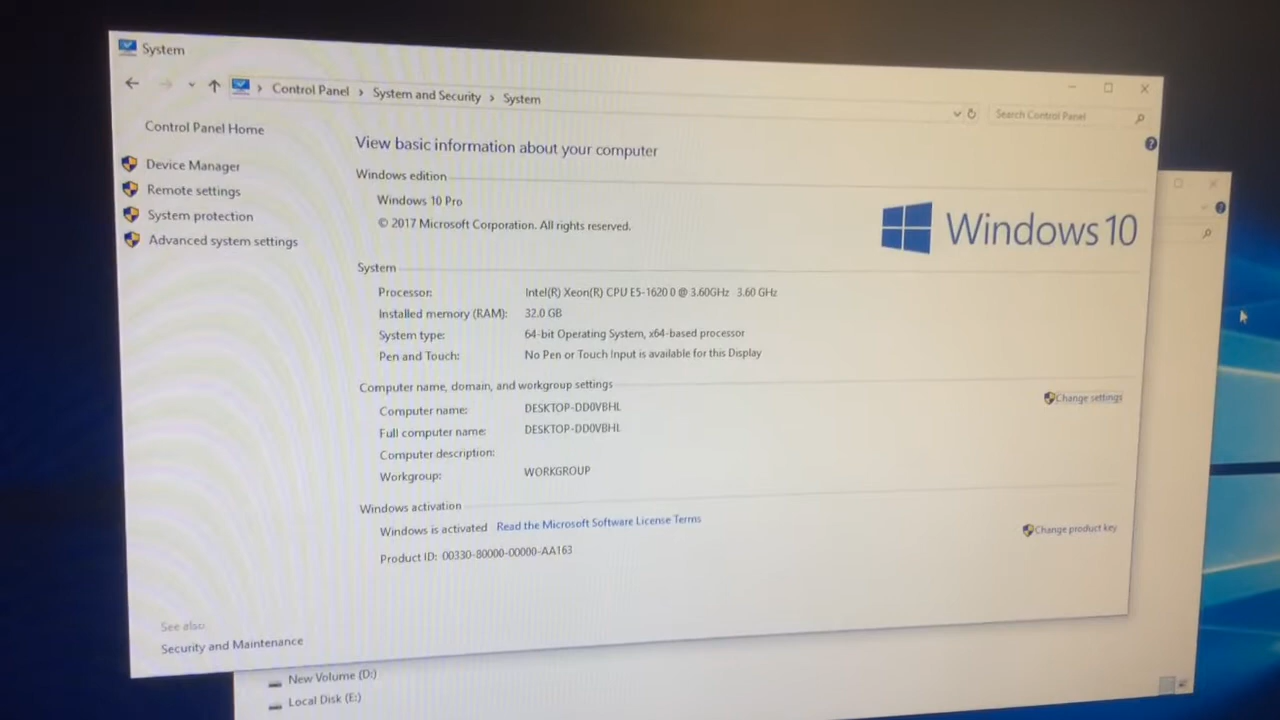 System
Control Panel > System and Security > System
Search Control Panel
Control Panel Home
Device Manager
Remote settings
System protection
Advanced system settings
View basic information about your computer
Windows edition
Windows 10 Pro
© 2017 Microsoft Corporation. All rights reserved.
Windows 10
System
Processor: Intel(R) Xeon(R) CPU E5-1620 0 @ 3.60GHz 3.60 GHz
Installed memory (RAM): 32.0 GB
System type: 64-bit Operating System, x64-based processor
Pen and Touch: No Pen or Touch Input is available for this Display
Computer name, domain, and workgroup settings
Computer name: DESKTOP-DD0VBHL
Change settings
Full computer name: DESKTOP-DD0VBHL
Computer description:
Workgroup: WORKGROUP
Windows activation
Windows is activated Read the Microsoft Software License Terms
Product ID: 00330-80000-00000-AA163
Change product key
See also
Security and Maintenance
New Volume (D:)
Local Disk (E:)